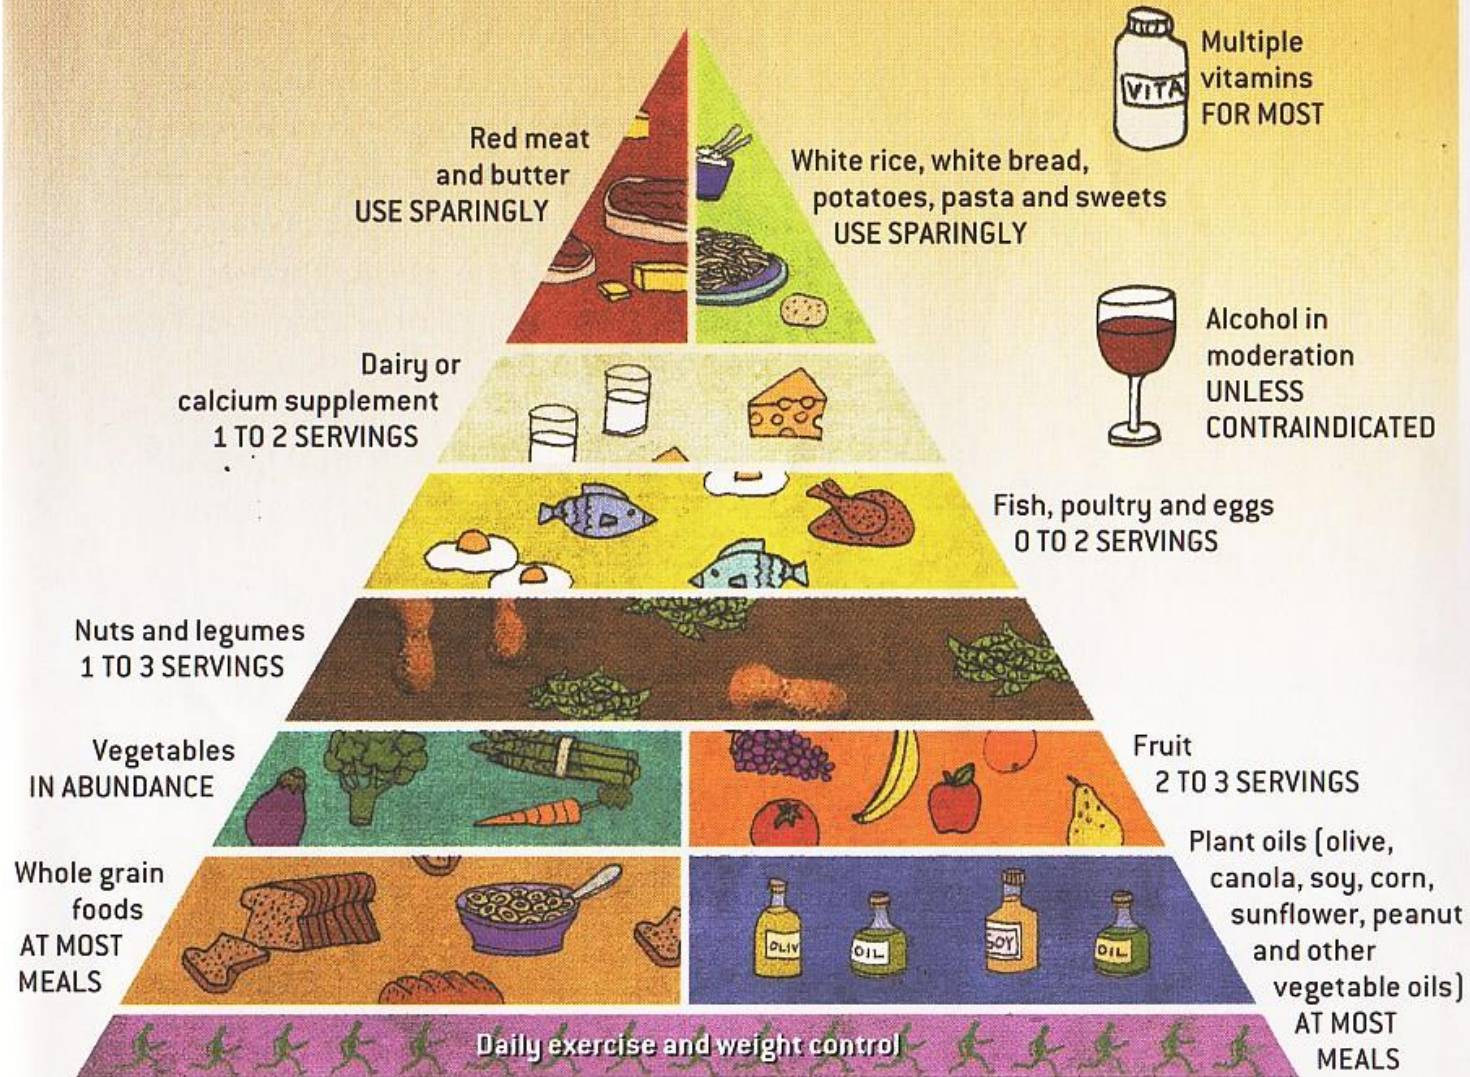 Multiple
vitamins
FOR MOST
VITA
Red meat
and butter
USE SPARINGLY
White rice, white bread,
potatoes, pasta and sweets
USE SPARINGLY
Alcohol in
moderation
UNLESS
CONTRAINDICATED
Dairy or
calcium supplement
1 TO 2 SERVINGS
Fish, poultry and eggs
0 TO 2 SERVINGS
Nuts and legumes
1 TO 3 SERVINGS
Vegetables
IN ABUNDANCE
Fruit
2 TO 3 SERVINGS
Whole grain
foods
AT MOST
MEALS
OLIV
OIL
SOY
OIL
Plant oils (olive,
canola, soy, corn,
sunflower, peanut
and other
vegetable oils)
AT MOST
MEALS
Daily exercise and weight control